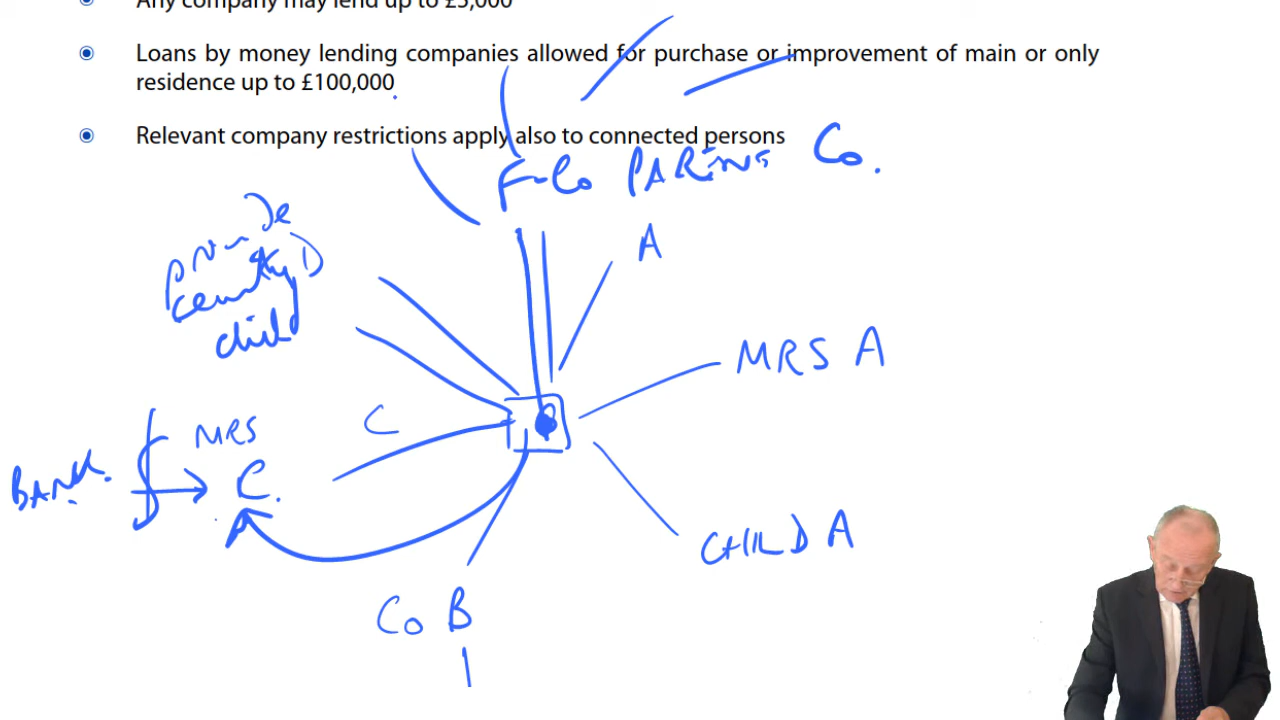 Any company may lend up to £5,000
Loans by money lending companies allowed for purchase or improvement of main or only
residence up to £100,000
Relevant company restrictions apply also to connected persons
Co.
A
MRS A
CHILD A
Co B
C
MRS
C.
BANK.
child